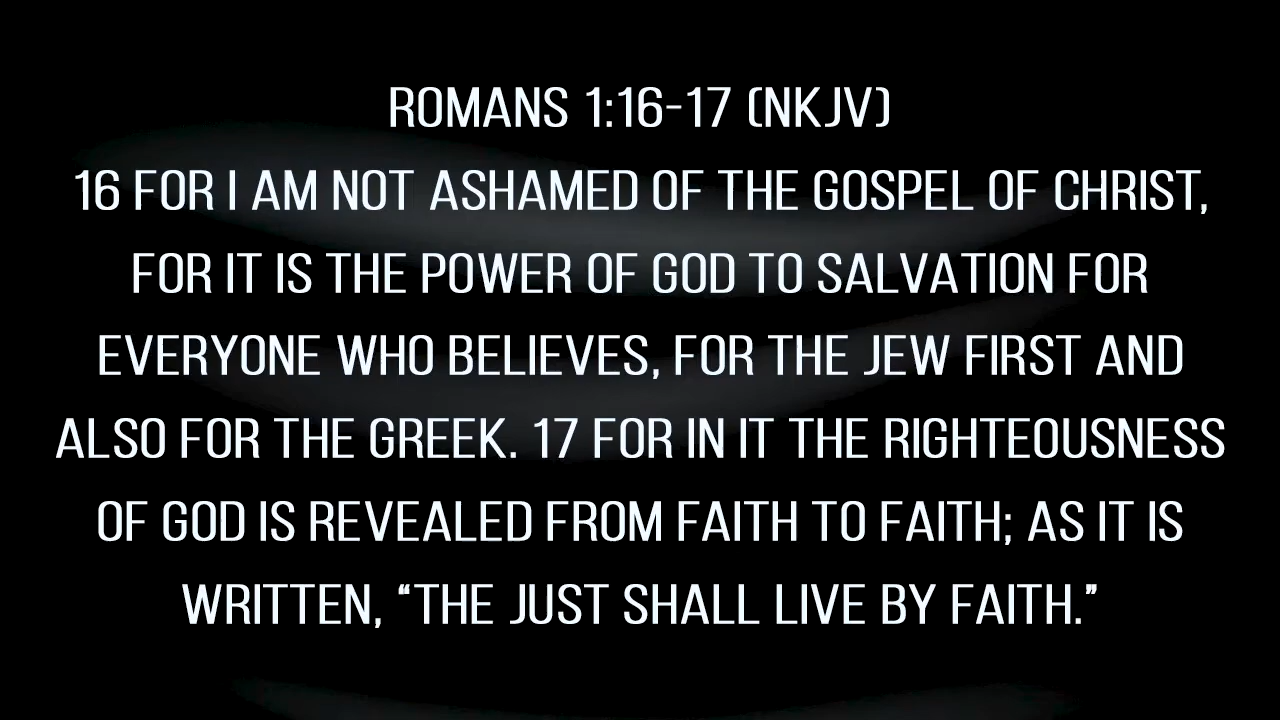 ROMANS 1:16-17 (NKJV)
16 FOR I AM NOT ASHAMED OF THE GOSPEL OF CHRIST,
FOR IT IS THE POWER OF GOD TO SALVATION FOR
EVERYONE WHO BELIEVES, FOR THE JEW FIRST AND
ALSO FOR THE GREEK. 17 FOR IN IT THE RIGHTEOUSNESS
OF GOD IS REVEALED FROM FAITH TO FAITH; AS IT IS
WRITTEN, “THE JUST SHALL LIVE BY FAITH.”